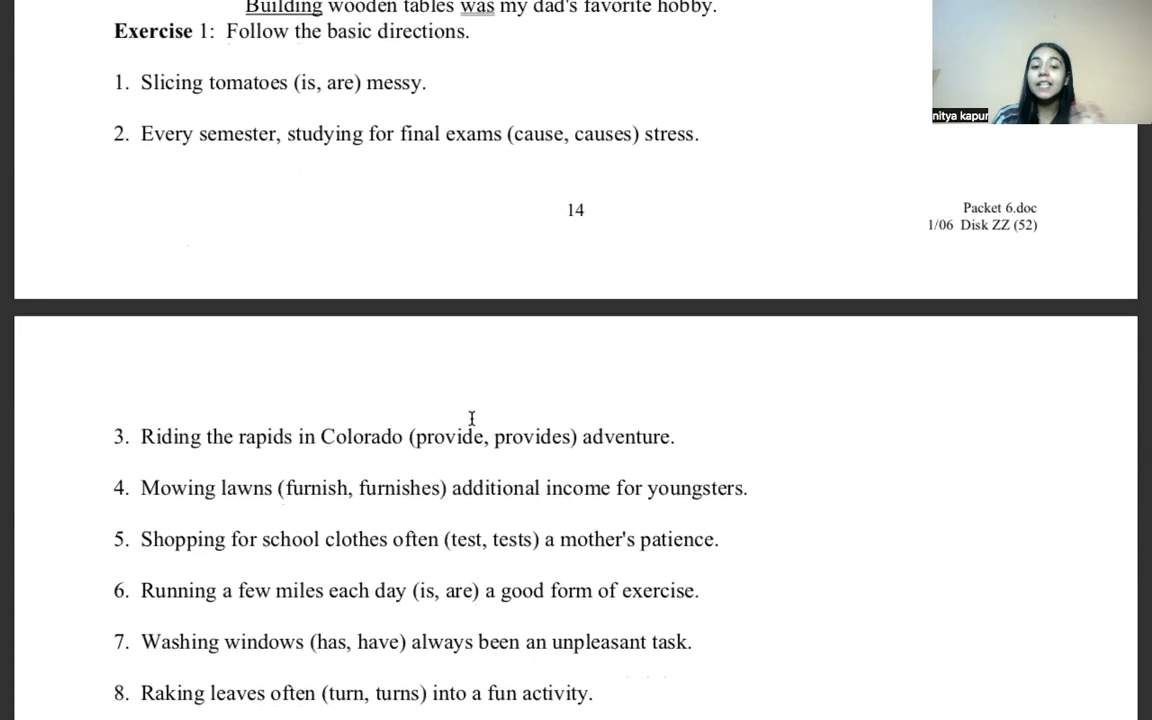 Building wooden tables was my dad's favorite hobby.
Exercise 1: Follow the basic directions.
1. Slicing tomatoes (is, are) messy.
2. Every semester, studying for final exams (cause, causes) stress.
nitya kapur
14
Packet 6.doc
1/06 Disk ZZ (52)
3. Riding the rapids in Colorado (provide, provides) adventure.
4. Mowing lawns (furnish, furnishes) additional income for youngsters.
5. Shopping for school clothes often (test, tests) a mother's patience.
6. Running a few miles each day (is, are) a good form of exercise.
7. Washing windows (has, have) always been an unpleasant task.
8. Raking leaves often (turn, turns) into a fun activity.